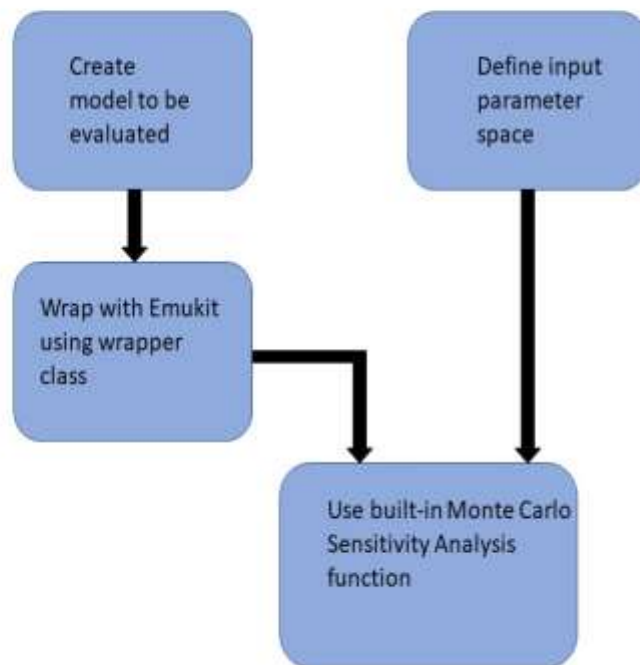 Create
model to be
evaluated
Define input
parameter
space
Wrap with Emukit
using wrapper
class
Use built-in Monte Carlo
Sensitivity Analysis
function